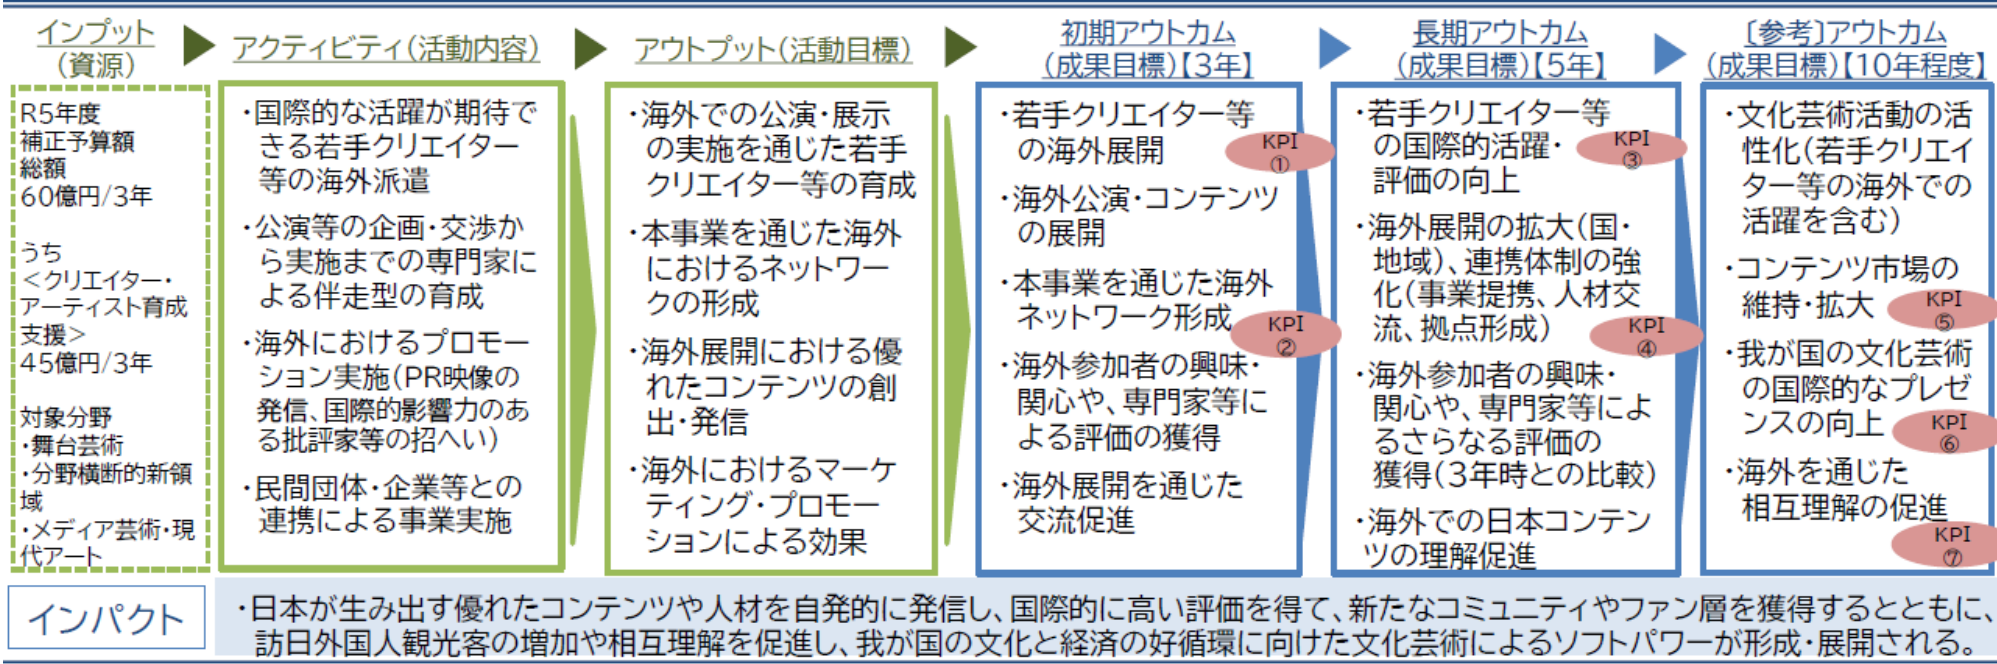 インプット
(資源)
R5年度
補正予算額
総額
60億円/3年
うち
<クリエイター・
アーティスト育成
支援>
45億円/3年
対象分野
・舞台芸術
・分野横断的新領
域
・メディア芸術・現
代アート
アクティビティ(活動内容)
・国際的な活躍が期待で
きる若手クリエイター
等の海外派遣
・公演等の企画・交渉か
ら実施までの専門家に
よる伴走型の育成
・海外におけるプロモー
ション実施(PR映像の
発信、国際的影響力のあ
る批評家等の招へい)
・民間団体・企業等との
連携による事業実施
アウトプット(活動目標)
・海外での公演・展示
の実施を通じた若手
クリエイター等の育成
・本事業を通じた海外
におけるネットワー
クの形成
・海外展開における優
れたコンテンツの創
出・発信
・海外におけるマーケ
ティング・プロモー
ションによる効果
初期アウトカム
(成果目標)【3年】
・若手クリエイター等
の海外展開
KPI
①
・海外公演・コンテンツ
の展開
・本事業を通じた海外
ネットワーク形成
KPI
②
・海外参加者の興味・
関心や、専門家等に
よる評価の獲得
・海外展開を通じた
交流促進
長期アウトカム
(成果目標)【5年】
・若手クリエイター等
の国際的活躍・
評価の向上
KPI
③
・海外展開の拡大(国・
地域)、連携体制の強
化(事業提携、人材交
流、拠点形成)
KPI
④
・海外参加者の興味・
関心や、専門家等によ
るさらなる評価の
獲得(3年時との比較)
・海外での日本コンテン
ツの理解促進
〔参考〕アウトカム
(成果目標)【10年程度】
・文化芸術活動の活
性化(若手クリエイ
ター等の海外での
活躍を含む)
・コンテンツ市場の
維持・拡大
KPI
⑤
・我が国の文化芸術
の国際的なプレゼ
ンスの向上
KPI
⑥
・海外を通じた
相互理解の促進
KPI
⑦
インパクト
・日本が生み出す優れたコンテンツや人材を自発的に発信し、国際的に高い評価を得て、新たなコミュニティやファン層を獲得するとともに、
訪日外国人観光客の増加や相互理解を促進し、我が国の文化と経済の好循環に向けた文化芸術によるソフトパワーが形成・展開される。